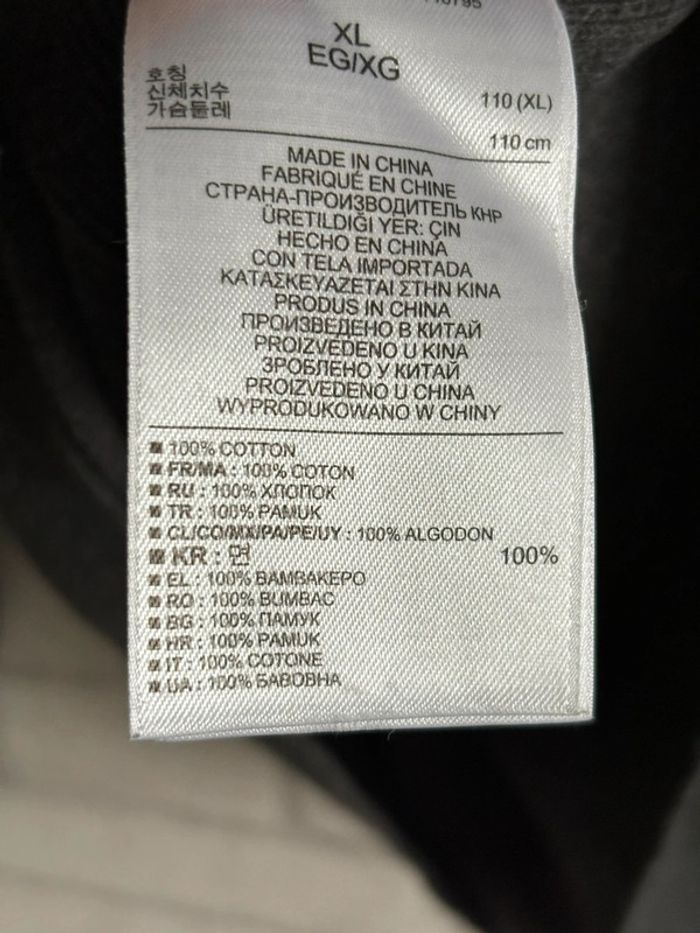 XL
EG/XG
호칭
신체치수 110 (XL)
가슴둘레 110 cm
MADE IN CHINA
FABRIQUÉ EN CHINE
СТРАНА-ПРОИЗВОДИТЕЛЬ КНР
ÜRETILDIĞI YER: ÇIN
HECHO EN CHINA
CON TELA IMPORTADA
ΚΑΤΑΣΚΕΥΑΖΕΤΑΙ ΣΤΗΝ ΚΙΝΑ
PRODUS IN CHINA
ПРОИЗВЕДЕНО В КИТАЙ
PROIZVEDENO U KINA
ЗРОБЛЕНО У КИТАЙ
PROIZVEDENO U CHINA
WYPRODUKOWANO W CHINY
100% COTTON
FR/MA : 100% COTON
RU : 100% ХЛОПОК
TR : 100% PAMUK
CL/CO/MX/PA/PE/UY : 100% ALGODON
KR : 면 100%
EL : 100% ΒΑΜΒΑΚΕΡΟ
RO : 100% BUMBAC
BG : 100% ПАМУК
HR : 100% PAMUK
IT : 100% COTONE
UA : 100% БАВОВНА